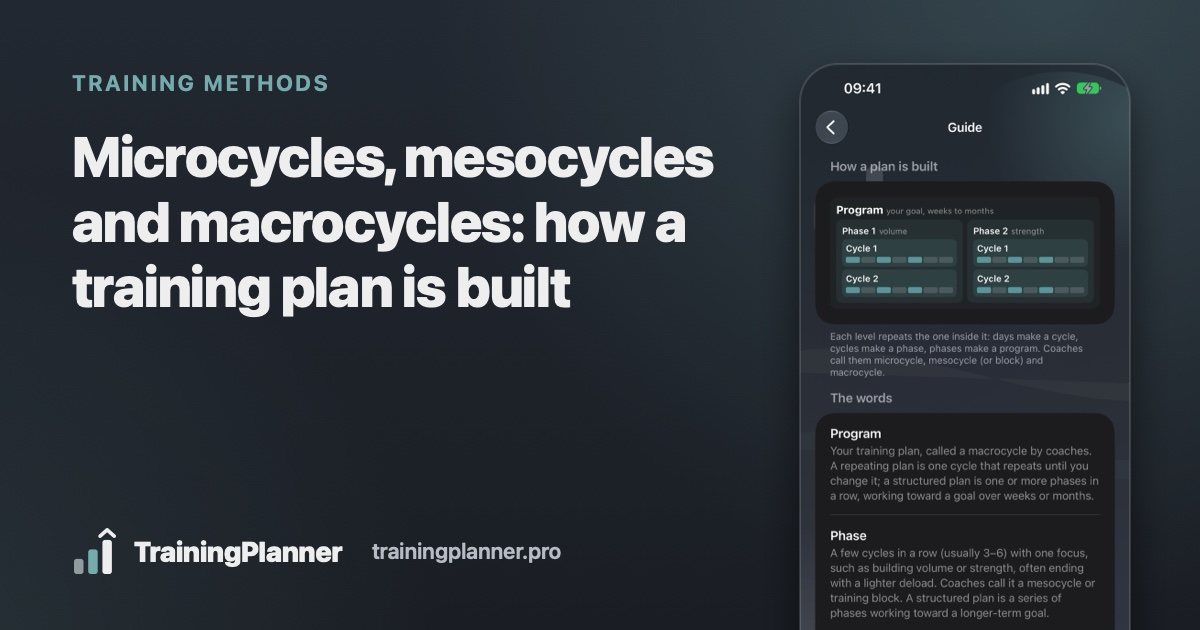 TRAINING METHODS
Microcycles, mesocycles
and macrocycles: how a
training plan is built
TrainingPlanner
trainingplanner.pro
09:41
Guide
How a plan is built
Program your goal, weeks to months
Phase 1 volume
Cycle 1
Cycle 2
Phase 2 strength
Cycle 1
Cycle 2
Each level repeats the one inside it: days make a cycle,
cycles make a phase, phases make a program. Coaches
call them microcycle, mesocycle (or block) and
macrocycle.
The words
Program
Your training plan, called a macrocycle by coaches.
A repeating plan is one cycle that repeats until you
change it; a structured plan is one or more phases in
a row, working toward a goal over weeks or months.
Phase
A few cycles in a row (usually 3–6) with one focus,
such as building volume or strength, often ending
with a lighter deload. Coaches call it a mesocycle or
training block. A structured plan is a series of
phases working toward a longer-term goal.